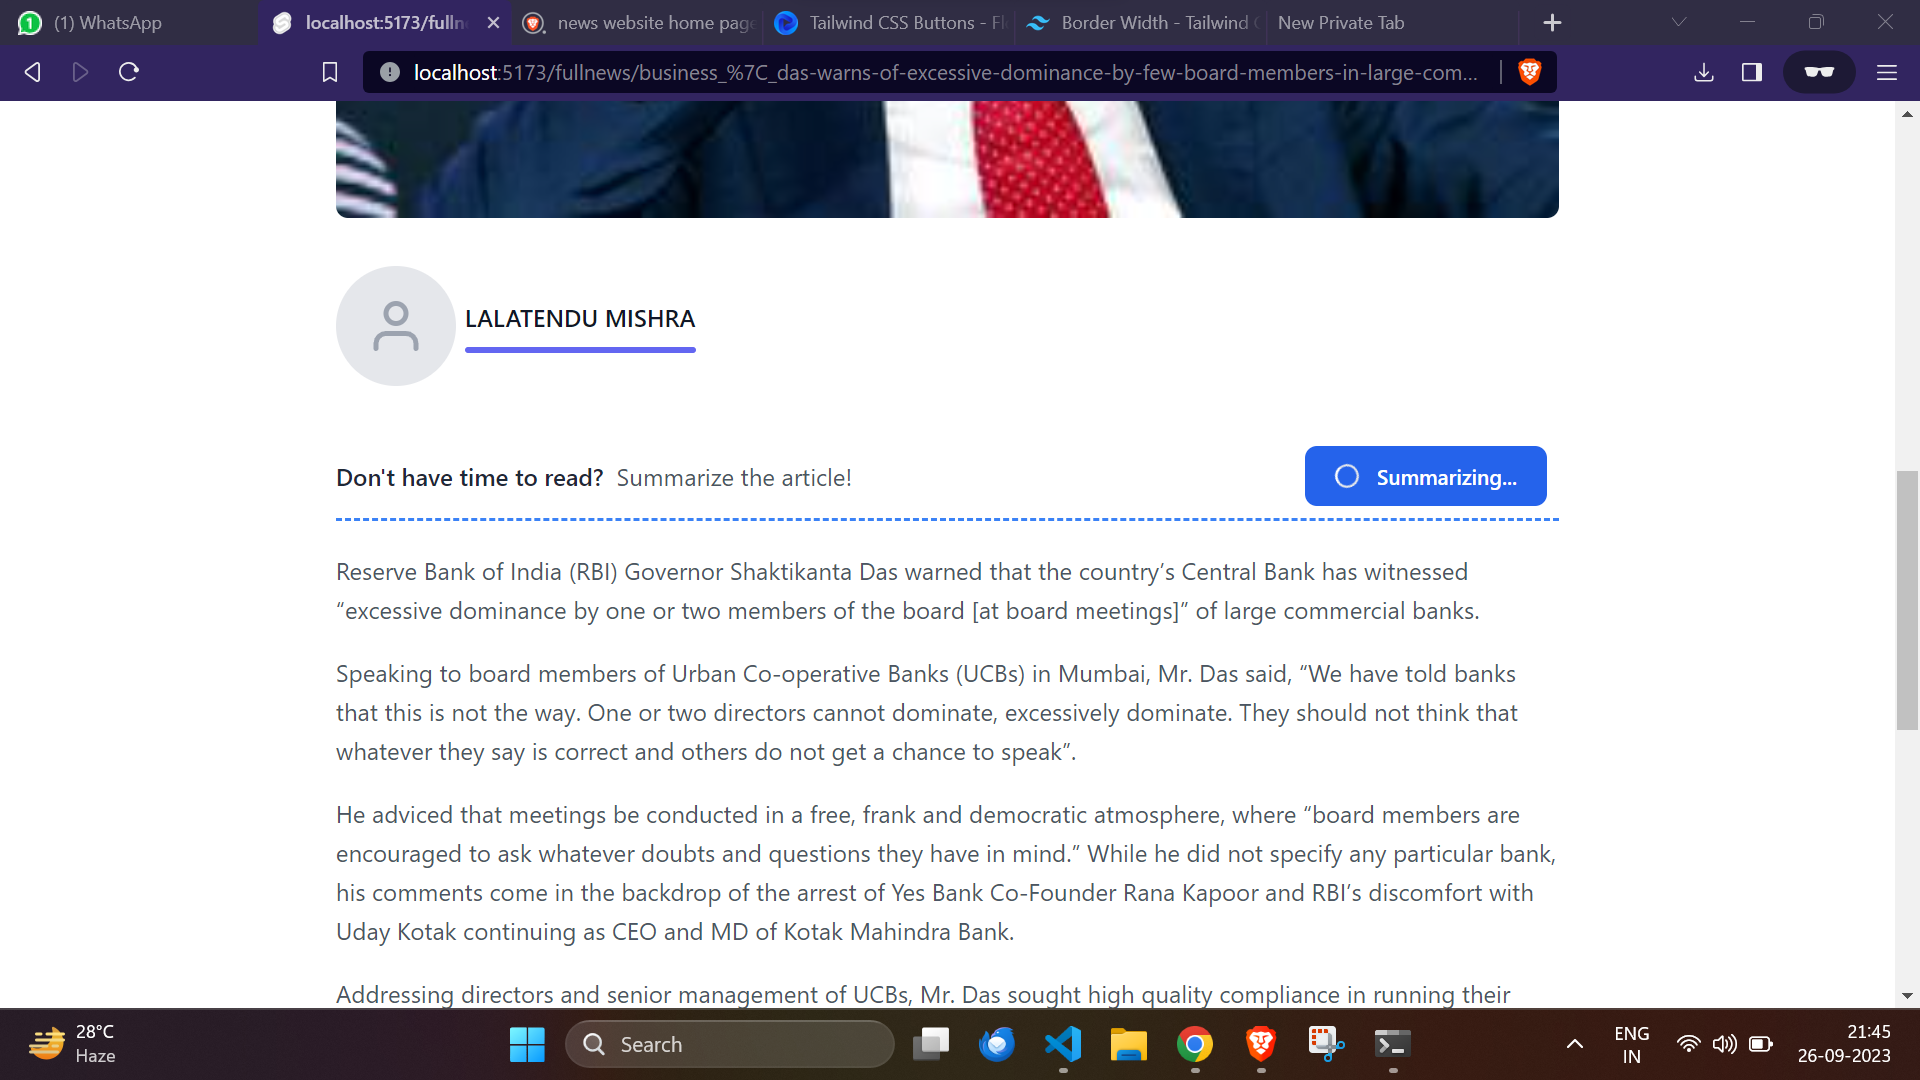 (1) WhatsApp
localhost:5173/fulln
news website home page
Tailwind CSS Buttons - Fl
Border Width - Tailwind C
New Private Tab
localhost:5173/fullnews/business_%7C_das-warns-of-excessive-dominance-by-few-board-members-in-large-com...
LALATENDU MISHRA
Don't have time to read? Summarize the article!
Summarizing...
Reserve Bank of India (RBI) Governor Shaktikanta Das warned that the country’s Central Bank has witnessed
“excessive dominance by one or two members of the board [at board meetings]” of large commercial banks.
Speaking to board members of Urban Co-operative Banks (UCBs) in Mumbai, Mr. Das said, “We have told banks
that this is not the way. One or two directors cannot dominate, excessively dominate. They should not think that
whatever they say is correct and others do not get a chance to speak”.
He adviced that meetings be conducted in a free, frank and democratic atmosphere, where “board members are
encouraged to ask whatever doubts and questions they have in mind.” While he did not specify any particular bank,
his comments come in the backdrop of the arrest of Yes Bank Co-Founder Rana Kapoor and RBI’s discomfort with
Uday Kotak continuing as CEO and MD of Kotak Mahindra Bank.
Addressing directors and senior management of UCBs, Mr. Das sought high quality compliance in running their
28°C
Haze
Search
ENG
IN
21:45
26-09-2023